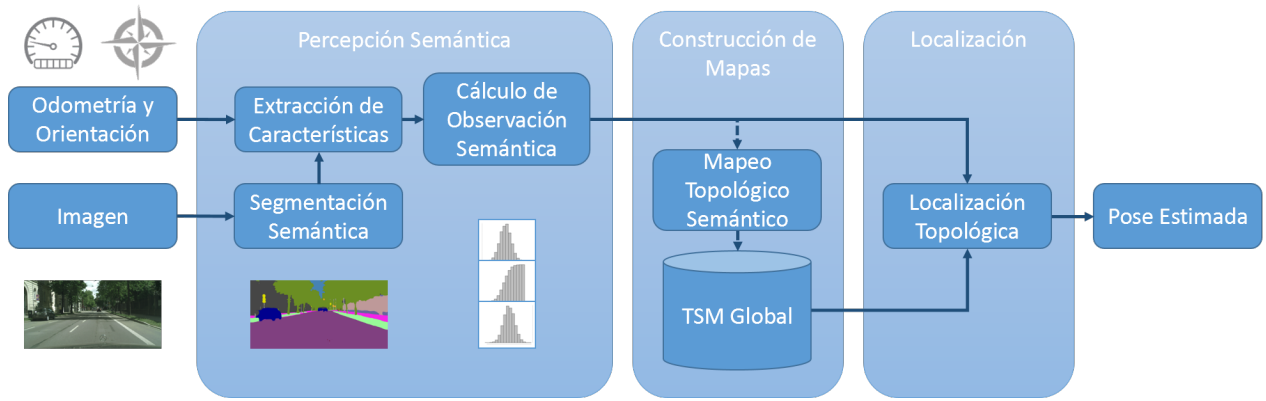 Percepción Semántica
Construcción de
Mapas
Localización
Odometría y
Orientación
Extracción de
Características
Cálculo de
Observación
Semántica
Mapeo
Topológico
Semántico
Imagen
Segmentación
Semántica
Localización
Topológica
Pose Estimada
TSM Global